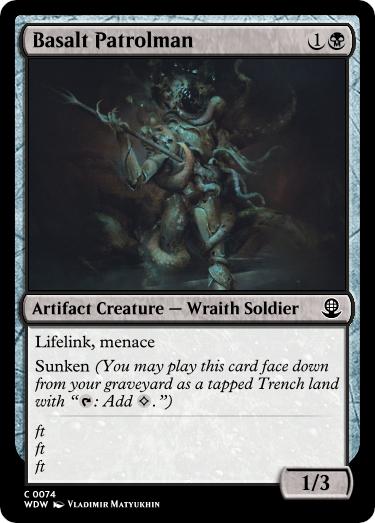 Basalt Patrolman 1
Artifact Creature — Wraith Soldier
Lifelink, menace
Sunken (You may play this card face down
from your graveyard as a tapped Trench land
with “: Add .”)
ft
ft
ft
1/3
C 0074
WDW Vladimir Matyukhin